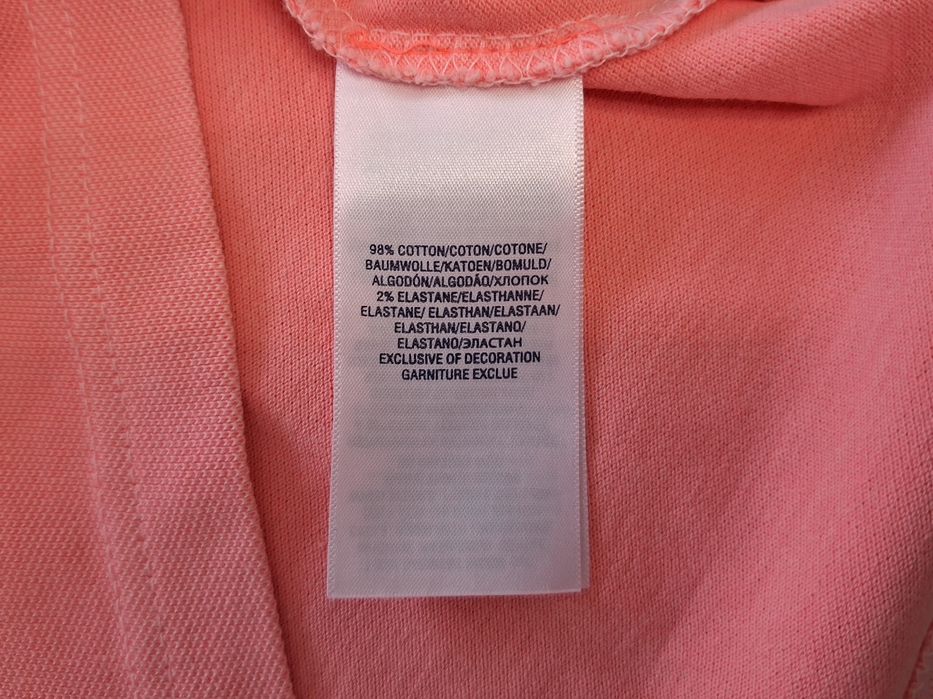 98% COTTON/COTON/COTONE/
BAUMWOLLE/KATOEN/BOMULD/
ALGODÓN/ALGODÃO/ХЛОПОК
2% ELASTANE/ELASTHANNE/
ELASTANE/ ELASTHAN/ELASTAAN/
ELASTHAN/ELASTANO/
ELASTANO/ЭЛАСТАН
EXCLUSIVE OF DECORATION
GARNITURE EXCLUE